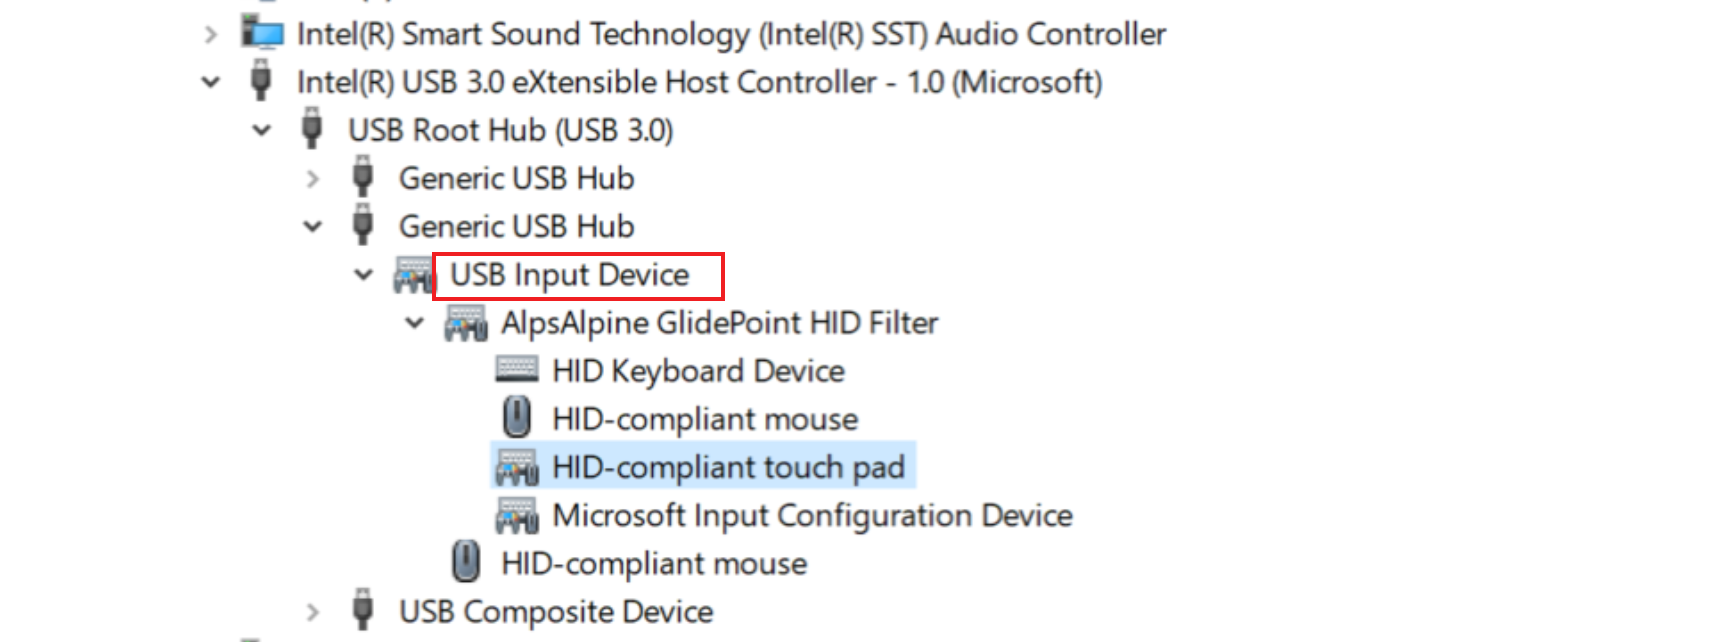 Intel(R) Smart Sound Technology (Intel(R) SST) Audio Controller
Intel(R) USB 3.0 eXtensible Host Controller - 1.0 (Microsoft)
USB Root Hub (USB 3.0)
Generic USB Hub
Generic USB Hub
USB Input Device
AlpsAlpine GlidePoint HID Filter
HID Keyboard Device
HID-compliant mouse
HID-compliant touch pad
Microsoft Input Configuration Device
HID-compliant mouse
USB Composite Device